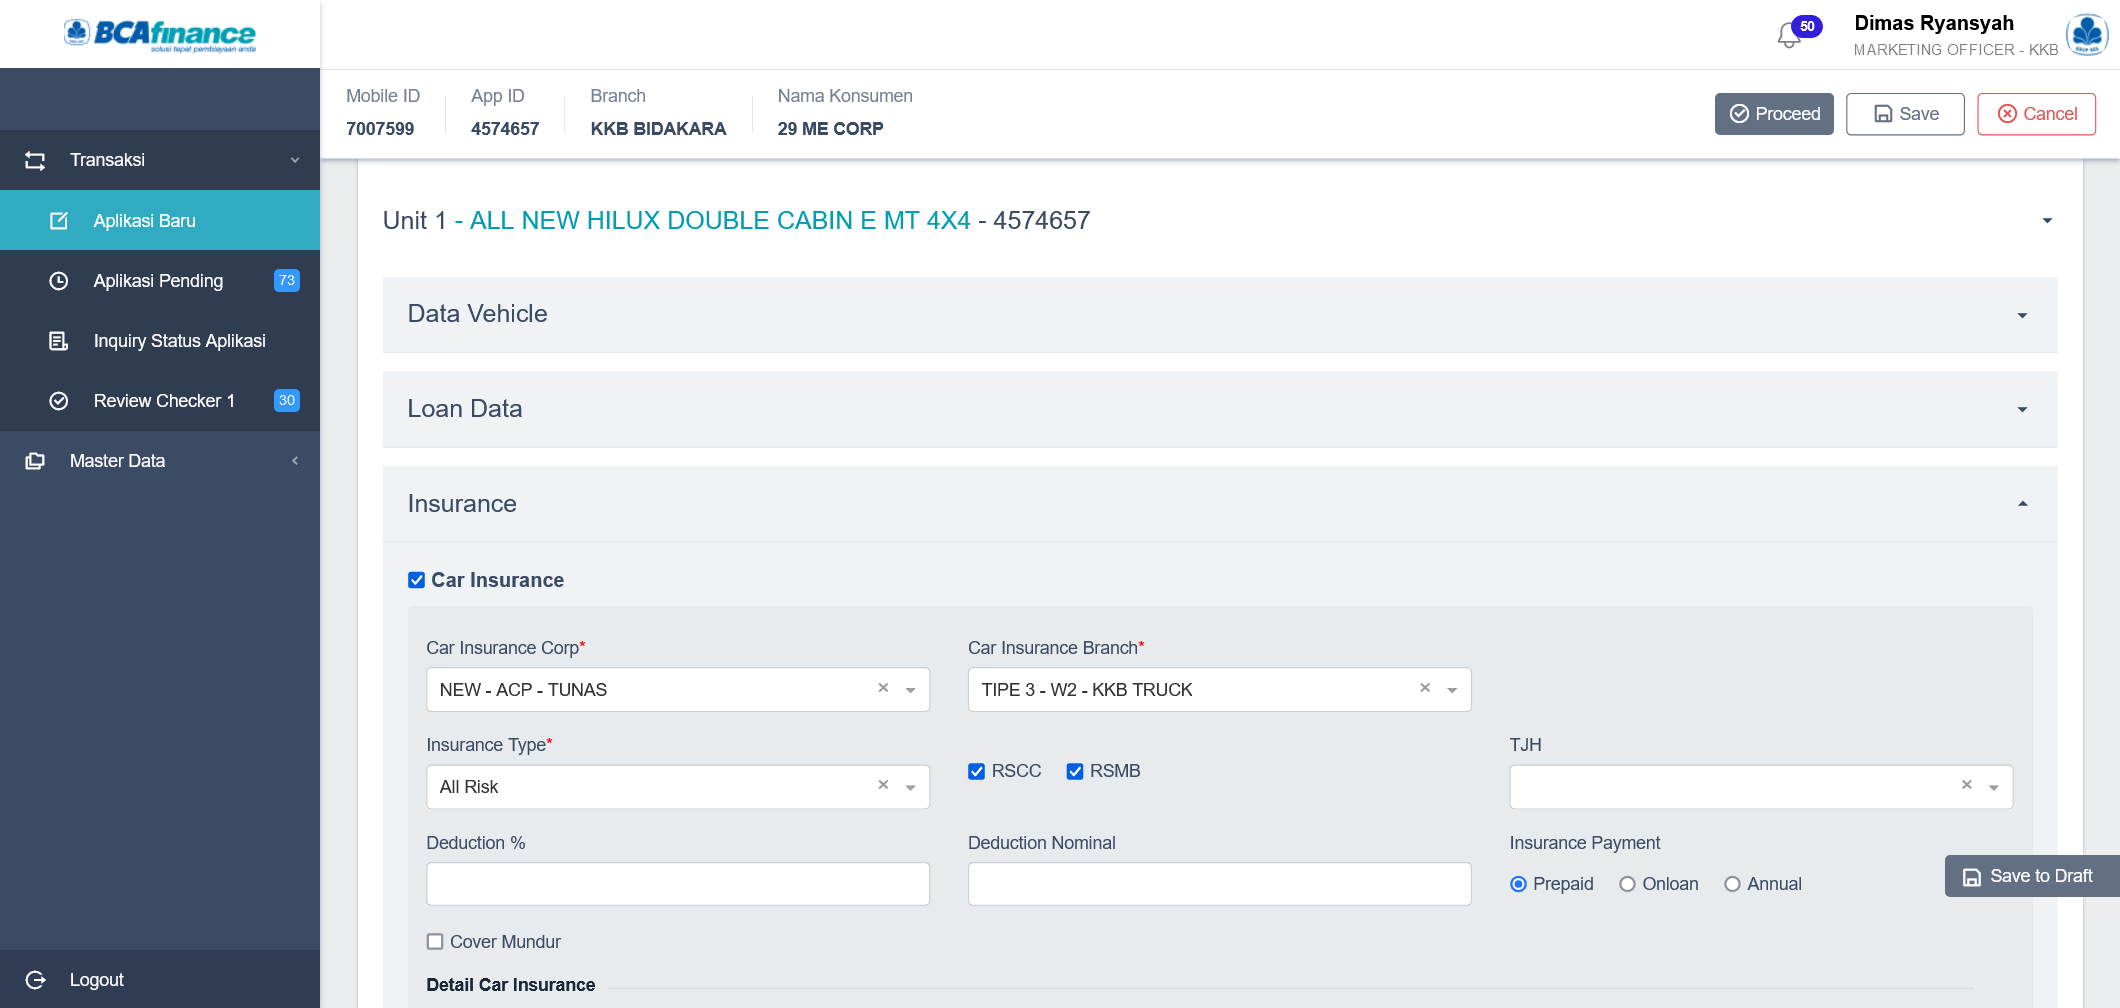 BCAfinance
solusi tepat pembiayaan anda
50
Dimas Ryansyah
MARKETING OFFICER - KKB
Mobile ID
7007599
App ID
4574657
Branch
KKB BIDAKARA
Nama Konsumen
29 ME CORP
Proceed
Save
Cancel
Transaksi
Aplikasi Baru
Aplikasi Pending
73
Inquiry Status Aplikasi
Review Checker 1
30
Master Data
Logout
Unit 1 - ALL NEW HILUX DOUBLE CABIN E MT 4X4 - 4574657
Data Vehicle
Loan Data
Insurance
Car Insurance
Car Insurance Corp*
NEW - ACP - TUNAS
Car Insurance Branch*
TIPE 3 - W2 - KKB TRUCK
Insurance Type*
All Risk
RSCC
RSMB
TJH
Deduction %
Deduction Nominal
Insurance Payment
Prepaid
Onloan
Annual
Save to Draft
Cover Mundur
Detail Car Insurance